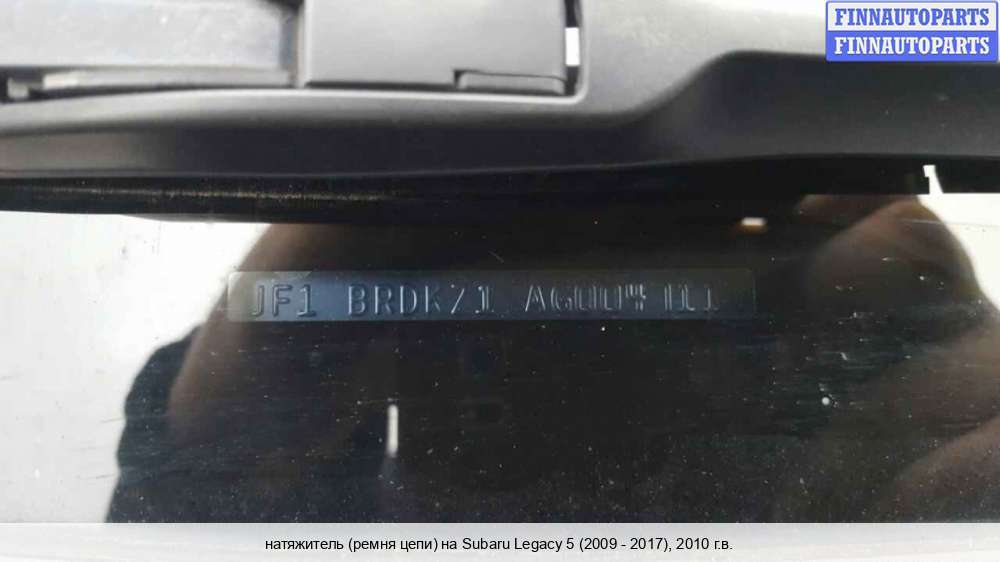 FINNAUTOPARTS
FINNAUTOPARTS
JF1 BRDKZ1
натяжитель (ремня цепи) на Subaru Legacy 5 (2009 - 2017), 2010 г.в.